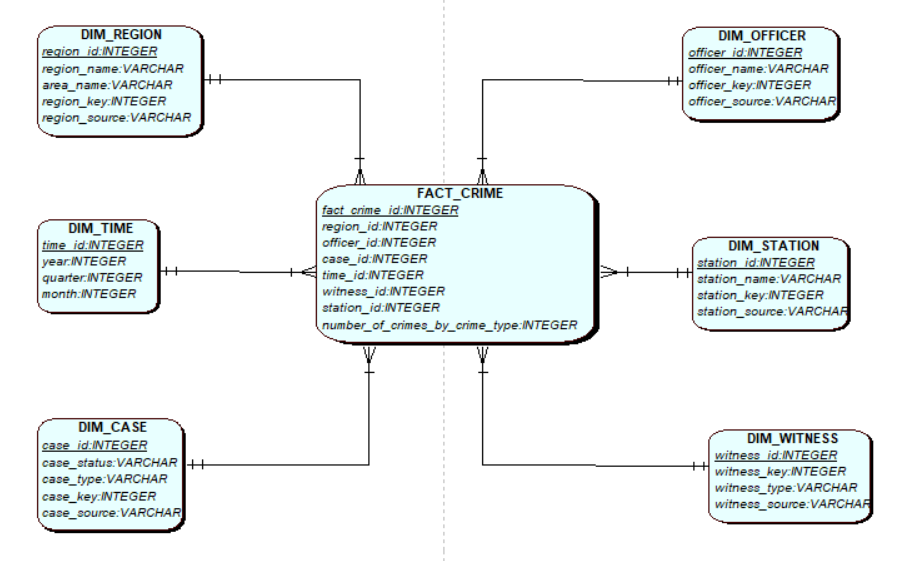 DIM_REGION
region_id:INTEGER
region_name:VARCHAR
area_name:VARCHAR
region_key:INTEGER
region_source:VARCHAR
DIM_OFFICER
officer_id:INTEGER
officer_name:VARCHAR
officer_key:INTEGER
officer_source:VARCHAR
FACT_CRIME
fact_crime_id:INTEGER
region_id:INTEGER
officer_id:INTEGER
case_id:INTEGER
time_id:INTEGER
witness_id:INTEGER
station_id:INTEGER
number_of_crimes_by_crime_type:INTEGER
DIM_TIME
time_id:INTEGER
year:INTEGER
quarter:INTEGER
month:INTEGER
DIM_STATION
station_id:INTEGER
station_name:VARCHAR
station_key:INTEGER
station_source:VARCHAR
DIM_CASE
case_id:INTEGER
case_status:VARCHAR
case_type:VARCHAR
case_key:INTEGER
case_source:VARCHAR
DIM_WITNESS
witness_id:INTEGER
witness_key:INTEGER
witness_type:VARCHAR
witness_source:VARCHAR